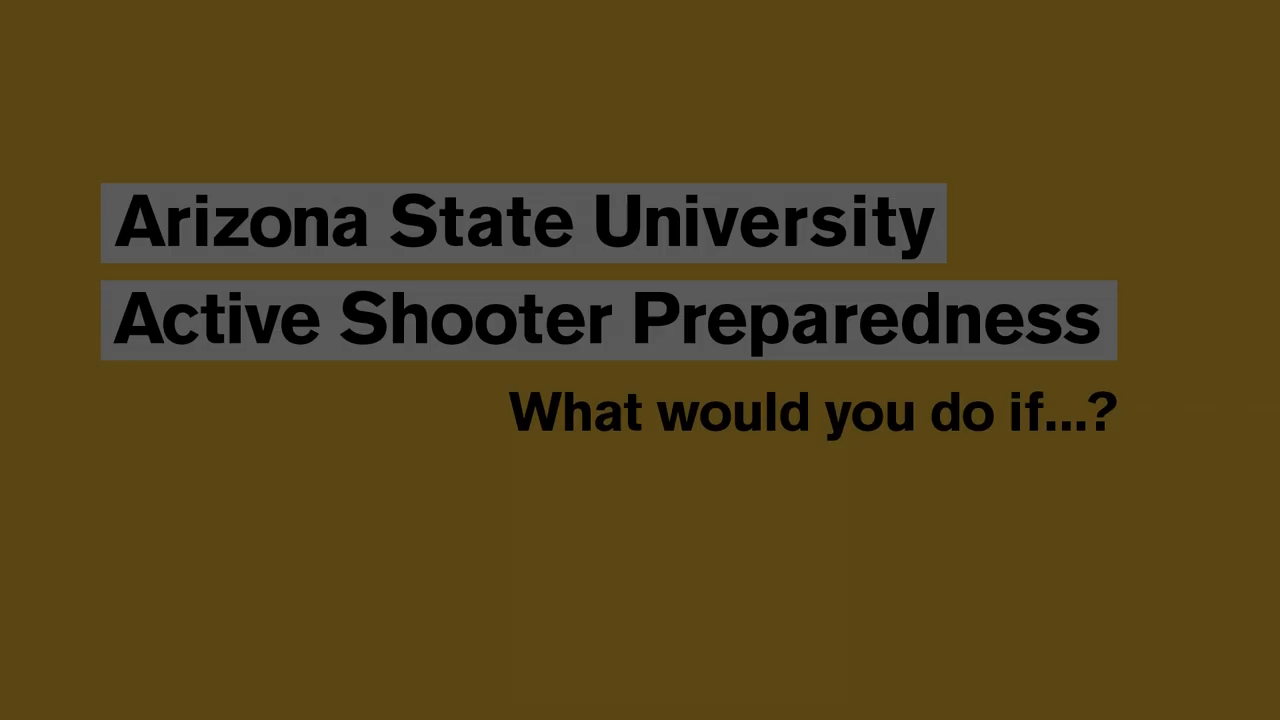 Arizona State University
Active Shooter Preparedness
What would you do if...?